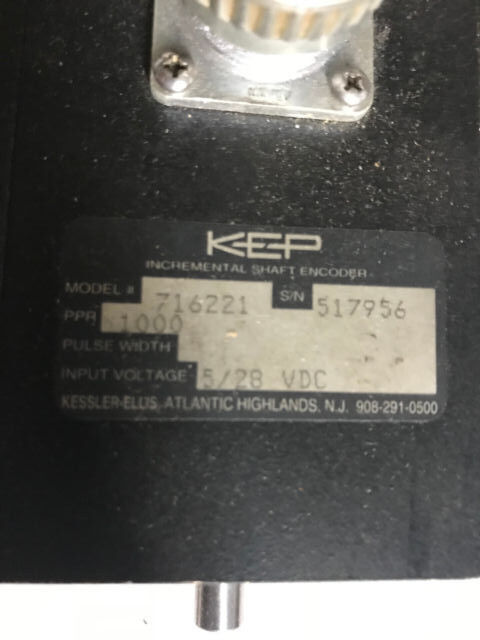 KEP
INCREMENTAL SHAFT ENCODER
MODEL # 716221 S/N 517956
PPR 1000
PULSE WIDTH
INPUT VOLTAGE 5/28 VDC
KESSLER-ELLIS, ATLANTIC HIGHLANDS, N.J. 908-291-0500